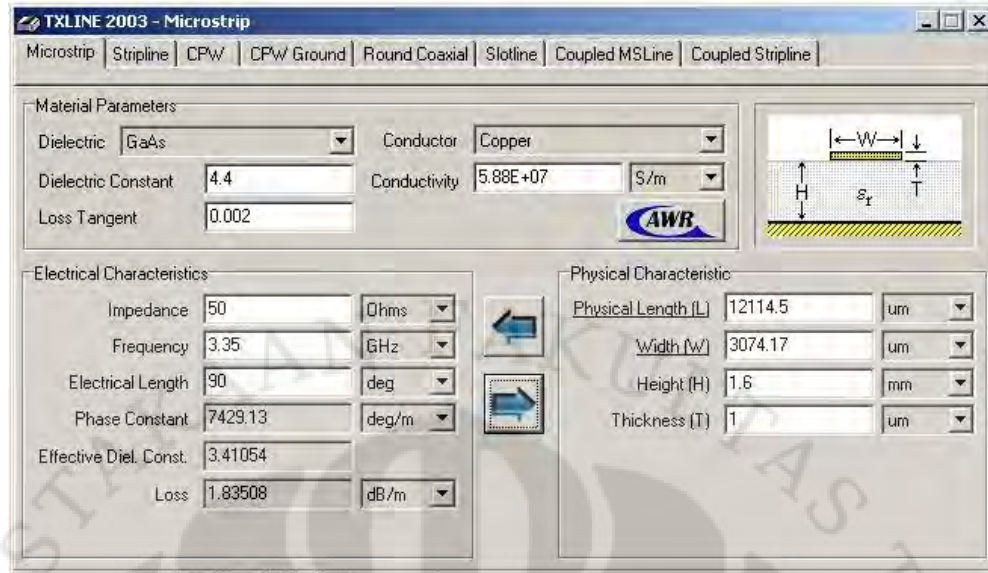 TXLINE 2003 - Microstrip
Microstrip Stripline CPW CPW Ground Round Coaxial Slotline Coupled MSLine Coupled Stripline
Material Parameters
Dielectric GaAs Conductor Copper
Dielectric Constant 4.4 Conductivity 5.88E+07 S/m
Loss Tangent 0.002
AWR
W
H
εr
T
Electrical Characteristics
Impedance 50 Ohms
Frequency 3.35 GHz
Electrical Length 90 deg
Phase Constant 7429.13 deg/m
Effective Diel. Const. 3.41054
Loss 1.83508 dB/m
Physical Characteristic
Physical Length (L) 12114.5 um
Width (W) 3074.17 um
Height (H) 1.6 mm
Thickness (T) 1 um